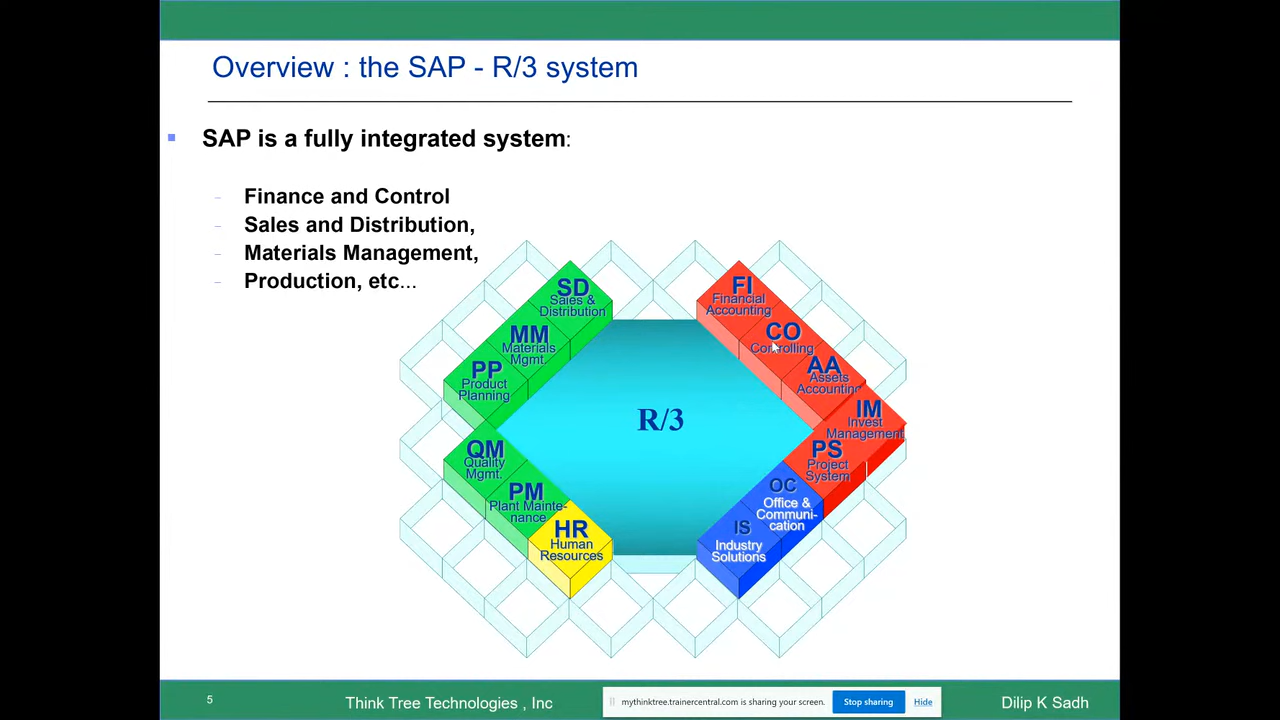 Overview : the SAP - R/3 system
SAP is a fully integrated system:
Finance and Control
Sales and Distribution,
Materials Management,
Production, etc...
SD
Sales &
Distribution
MM
Materials
Mgmt.
PP
Product
Planning
QM
Quality
Mgmt.
PM
Plant Mainte-
nance
HR
Human
Resources
R/3
FI
Financial
Accounting
CO
Controlling
AA
Assets
Accounting
IM
Invest
Management
PS
Project
System
OC
Office &
Communi-
cation
IS
Industry
Solutions
5
Think Tree Technologies , Inc
mythinktree.trainercentral.com is sharing your screen.
Stop sharing
Hide
Dilip K Sadh